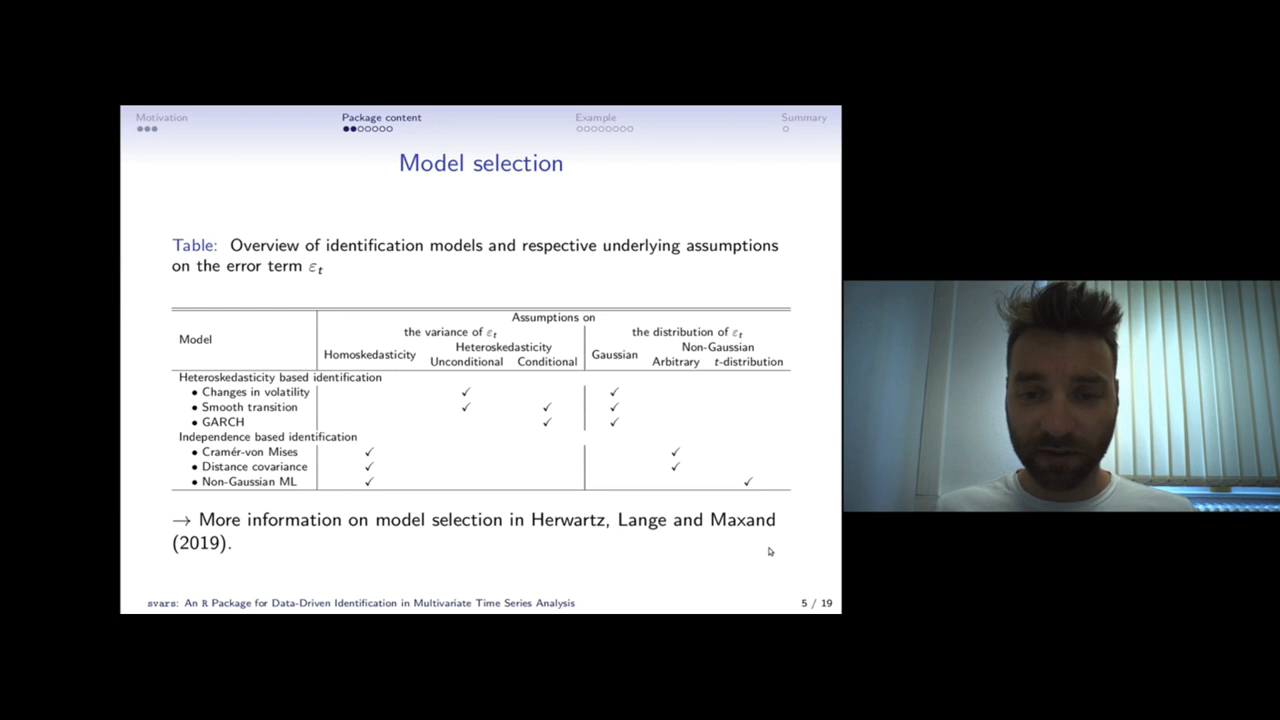 Motivation Package content Example Summary
Model selection
Table: Overview of identification models and respective underlying assumptions
on the error term εt
Assumptions on
Model the variance of εt the distribution of εt
Homoskedasticity Heteroskedasticity Gaussian Non-Gaussian
Unconditional Conditional Arbitrary t-distribution
Heteroskedasticity based identification
• Changes in volatility ✓ ✓
• Smooth transition ✓ ✓ ✓
• GARCH ✓ ✓
Independence based identification
• Cramér-von Mises ✓ ✓
• Distance covariance ✓ ✓
• Non-Gaussian ML ✓ ✓
→ More information on model selection in Herwartz, Lange and Maxand
(2019).
svars: An R Package for Data-Driven Identification in Multivariate Time Series Analysis 5 / 19